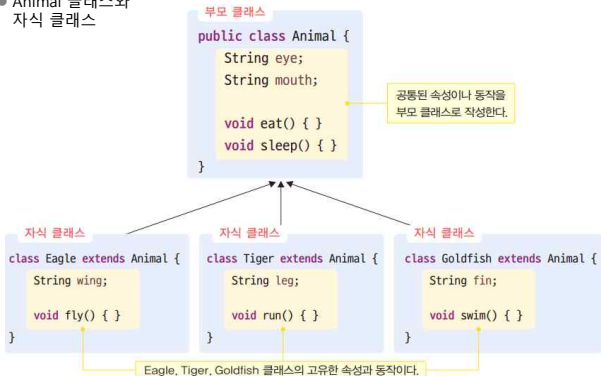 ● Animal 클래스와
자식 클래스
부모 클래스
public class Animal {
String eye;
String mouth;
void eat() { }
void sleep() { }
}
공통된 속성이나 동작을
부모 클래스로 작성한다.
자식 클래스
class Eagle extends Animal {
String wing;
void fly() { }
}
자식 클래스
class Tiger extends Animal {
String leg;
void run() { }
}
자식 클래스
class Goldfish extends Animal {
String fin;
void swim() { }
}
Eagle, Tiger, Goldfish 클래스의 고유한 속성과 동작이다.